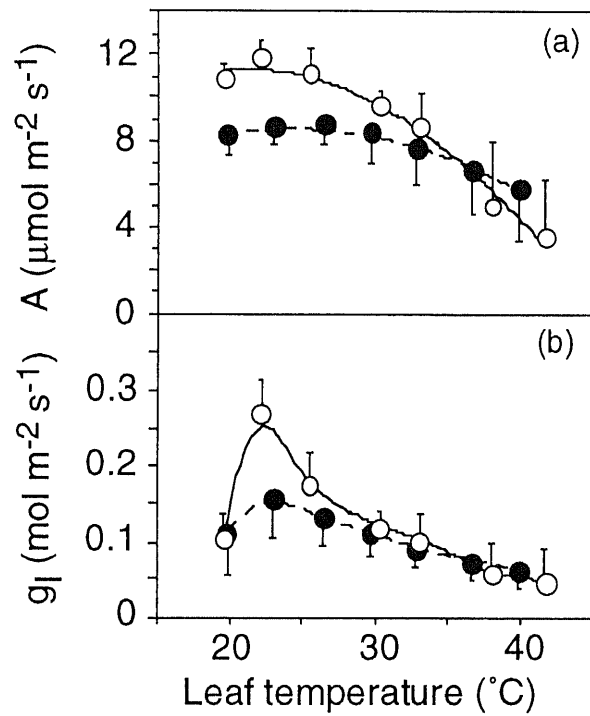 (a)
A (μmol m⁻² s⁻¹)
12
8
4
0
(b)
gl (mol m⁻² s⁻¹)
0.3
0.2
0.1
0
20
30
40
Leaf temperature (°C)